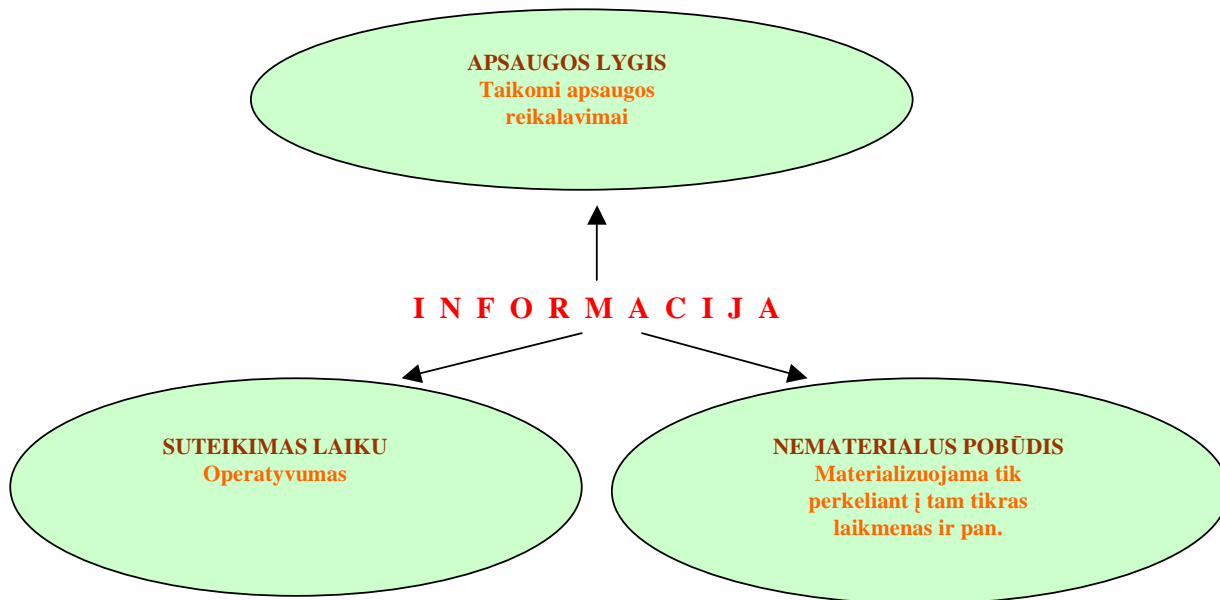 APSAUGOS LYGIS
Taikomi apsaugos
reikalavimai
I N F O R M A C I J A
SUTEIKIMAS LAIKU
Operatyvumas
NEMATERIALUS POBŪDIS
Materializuojama tik
perkeliant į tam tikras
laikmenas ir pan.